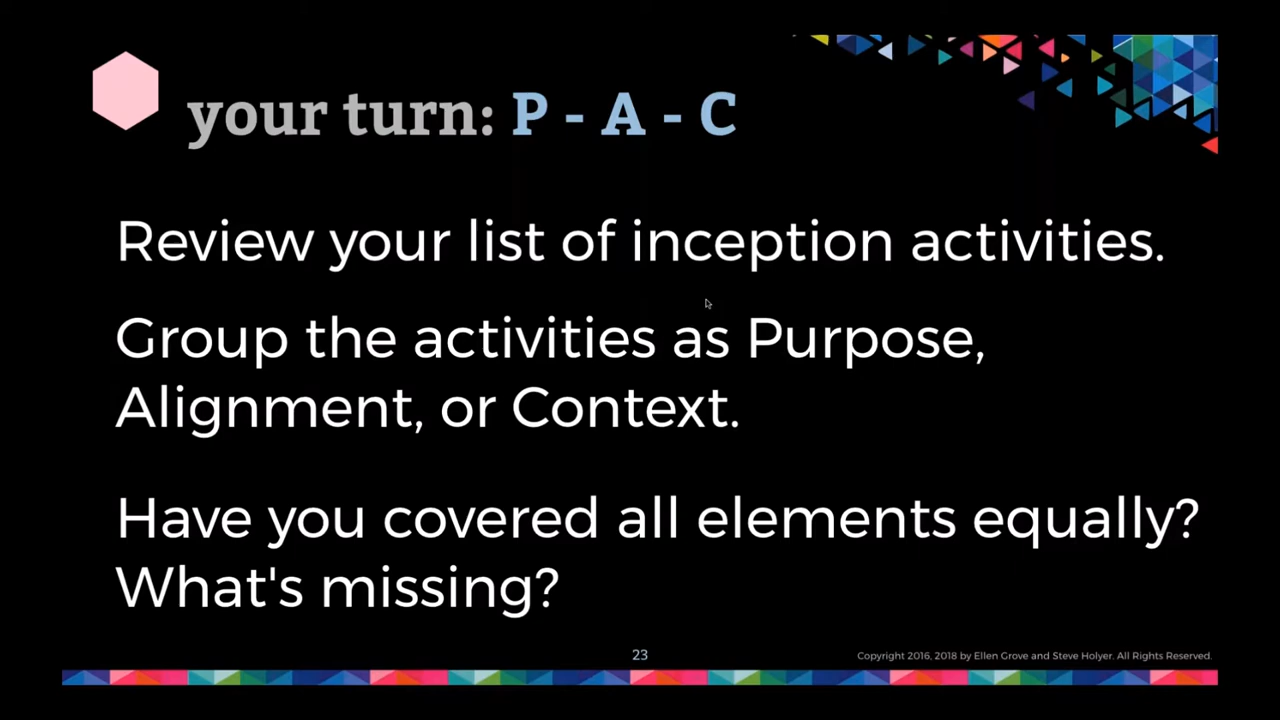 your turn: P - A - C
Review your list of inception activities.
Group the activities as Purpose,
Alignment, or Context.
Have you covered all elements equally?
What's missing?
23
Copyright 2016, 2018 by Ellen Grove and Steve Holyer. All Rights Reserved.